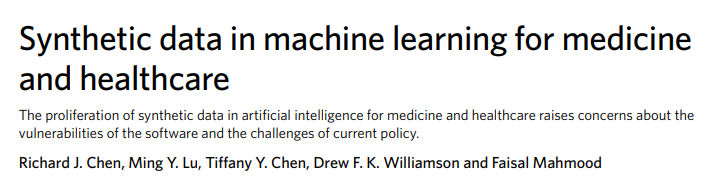 Synthetic data in machine learning for medicine
and healthcare
The proliferation of synthetic data in artificial intelligence for medicine and healthcare raises concerns about the
vulnerabilities of the software and the challenges of current policy.
Richard J. Chen, Ming Y. Lu, Tiffany Y. Chen, Drew F. K. Williamson and Faisal Mahmood